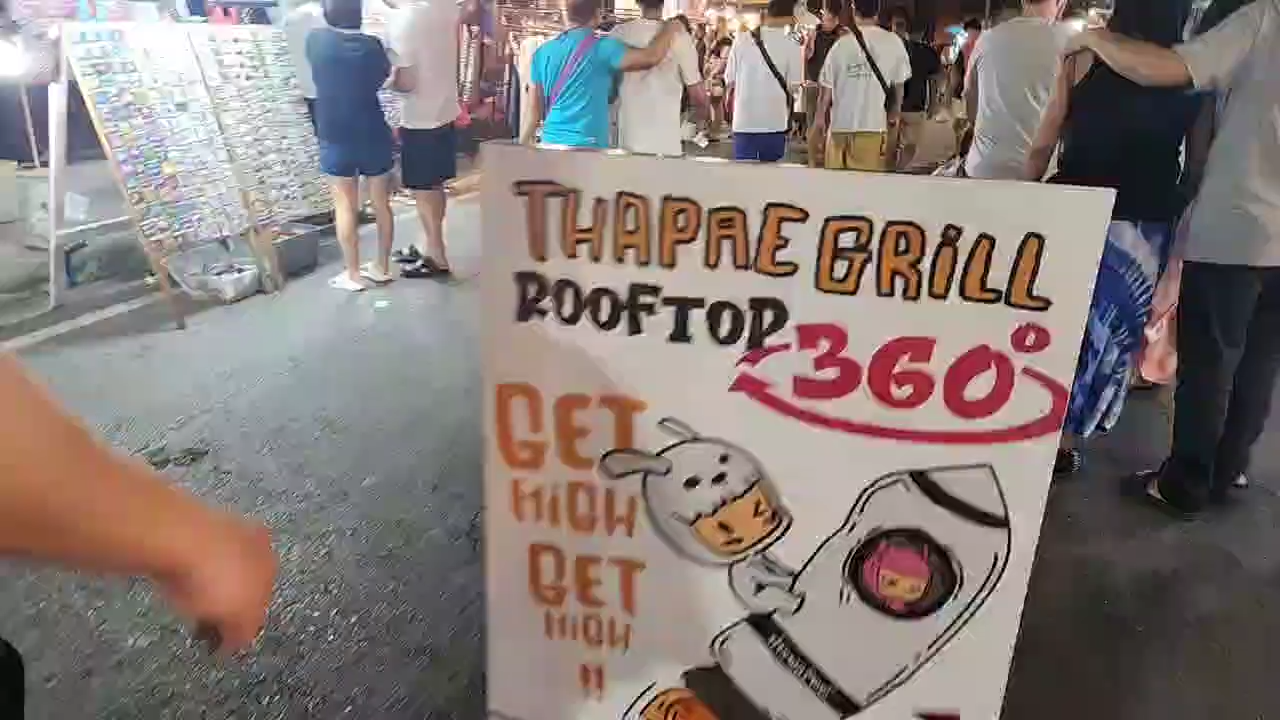 THAPAE GRILL
ROOFTOP
360°
GET
HIGH
GET
HIGH
!!